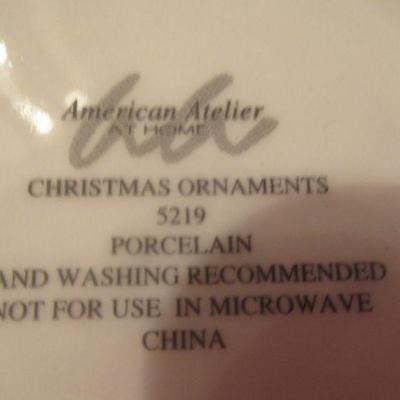 American Atelier
AT HOME
CHRISTMAS ORNAMENTS
5219
PORCELAIN
AND WASHING RECOMMENDED
NOT FOR USE IN MICROWAVE
CHINA